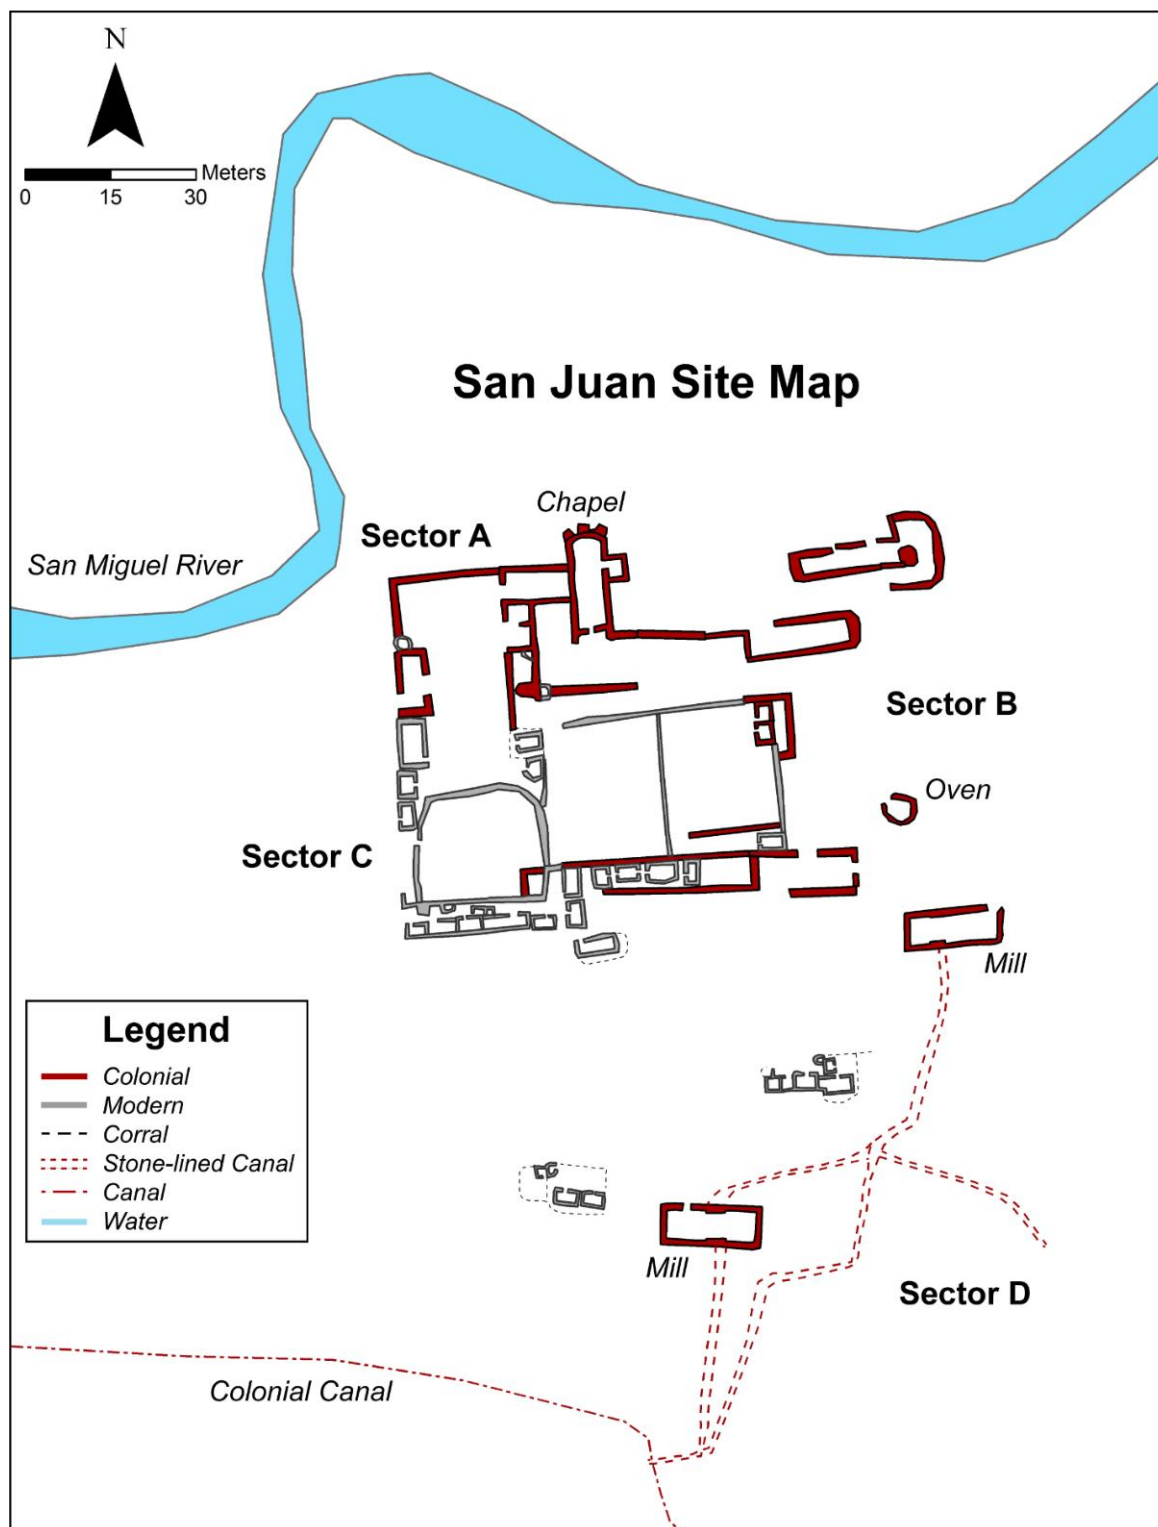 N
Meters
0 15 30
San Juan Site Map
Chapel
Sector A
San Miguel River
Sector B
Oven
Sector C
Mill
Legend
Colonial
Modern
Corral
Stone-lined Canal
Canal
Water
Mill
Sector D
Colonial Canal